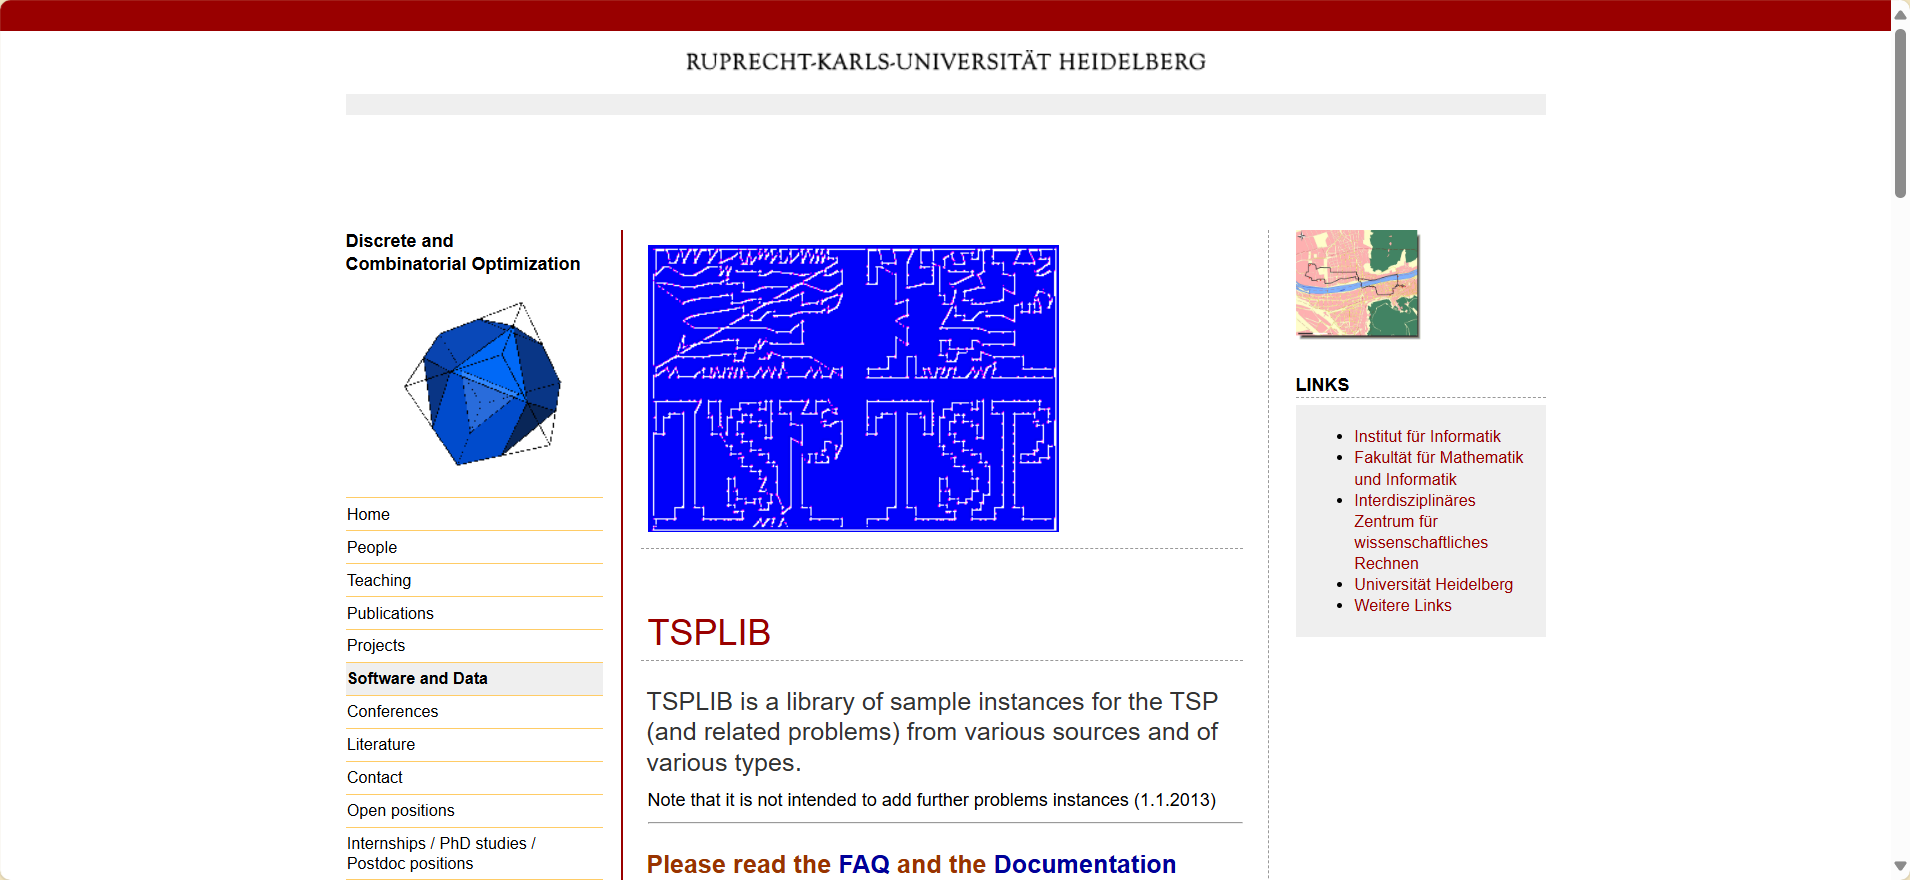 RUPRECHT-KARLS-UNIVERSITÄT HEIDELBERG
Discrete and
Combinatorial Optimization
Home
People
Teaching
Publications
Projects
Software and Data
Conferences
Literature
Contact
Open positions
Internships / PhD studies /
Postdoc positions
TSP TSP
TSPLIB
TSPLIB is a library of sample instances for the TSP
(and related problems) from various sources and of
various types.
Note that it is not intended to add further problems instances (1.1.2013)
Please read the FAQ and the Documentation
LINKS
Institut für Informatik
Fakultät für Mathematik
und Informatik
Interdisziplinäres
Zentrum für
wissenschaftliches
Rechnen
Universität Heidelberg
Weitere Links